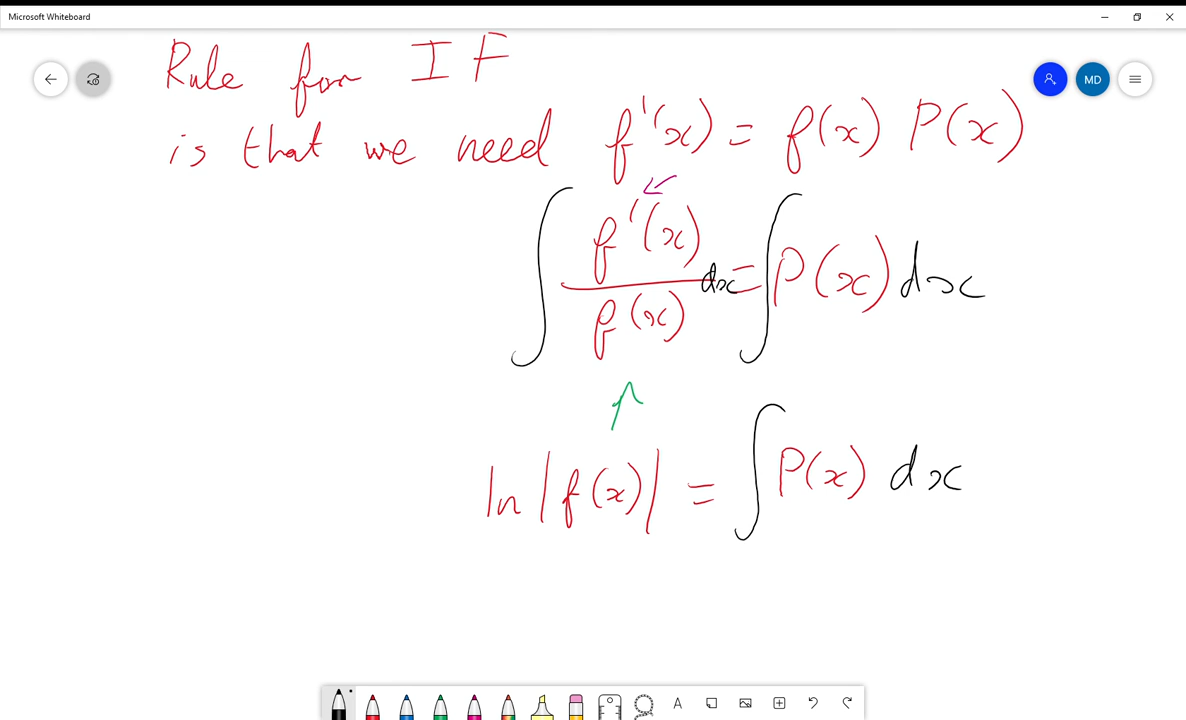 Microsoft Whiteboard
Rule for IF
MD
is that we need f'(x) = f(x) P(x)
∫ f'(x)/f(x) dx = ∫ P(x) dx
ln |f(x)| = ∫ P(x) dx
A